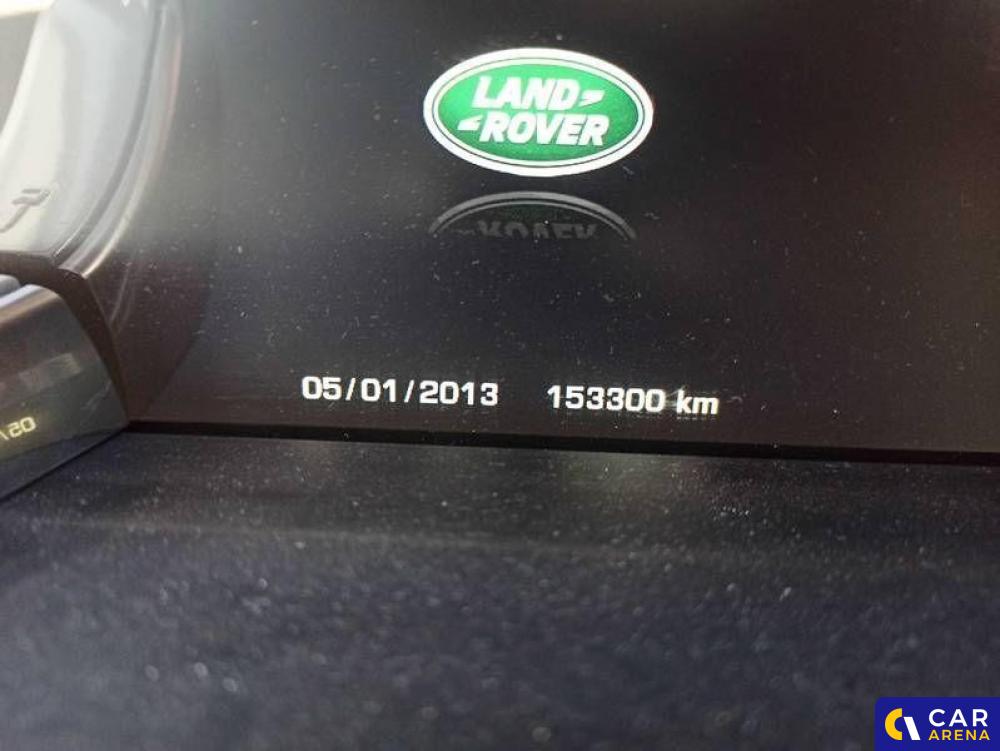 LAND
ROVER
05/01/2013 153300 km
CAR
ARENA